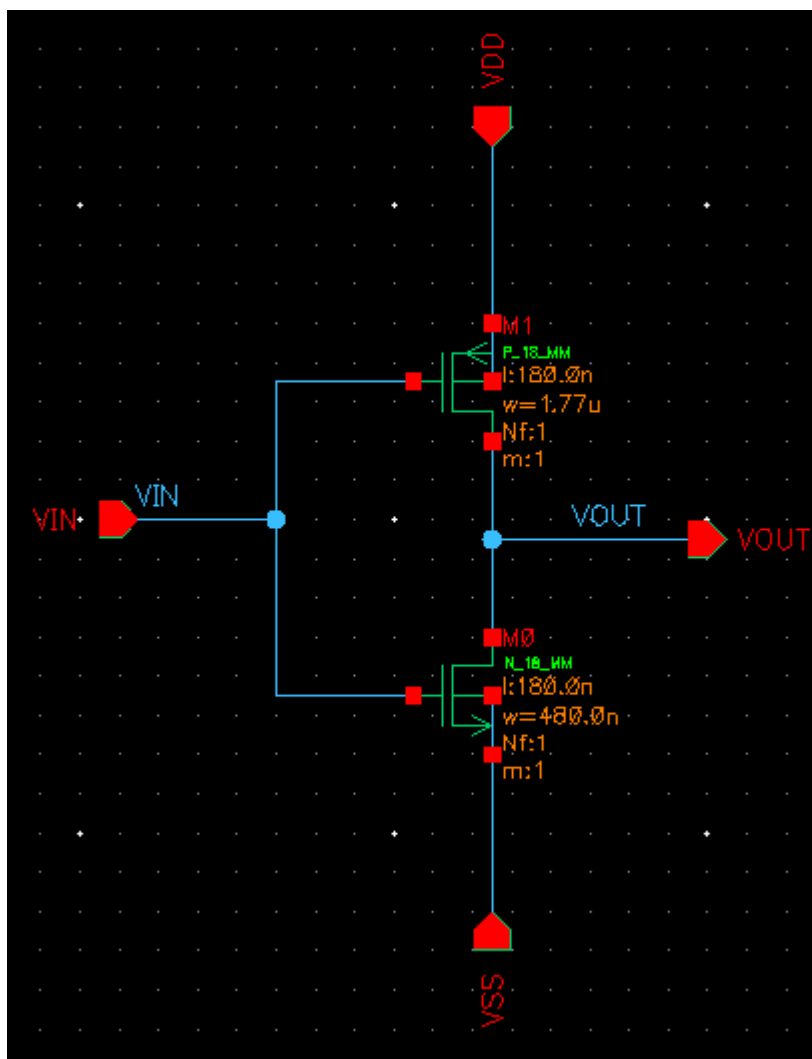 VDD
M1
P_18_MM
l:180.0n
w=1.77u
Nf:1
m:1
VIN
VIN
VOUT
VOUT
M0
N_18_MM
l:180.0n
w=480.0n
Nf:1
m:1
VSS